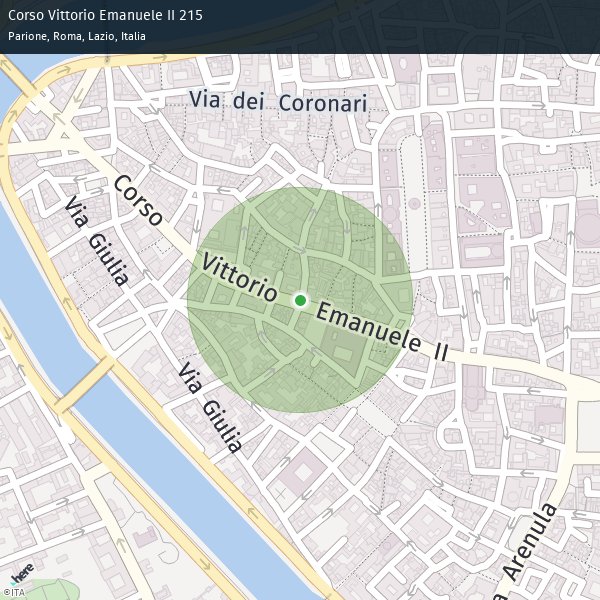 Corso Vittorio Emanuele II 215
Parione, Roma, Lazio, Italia
Via dei Coronari
Corso Vittorio Emanuele II
Via Giulia
Via Giulia
a Arenula
here
©ITA